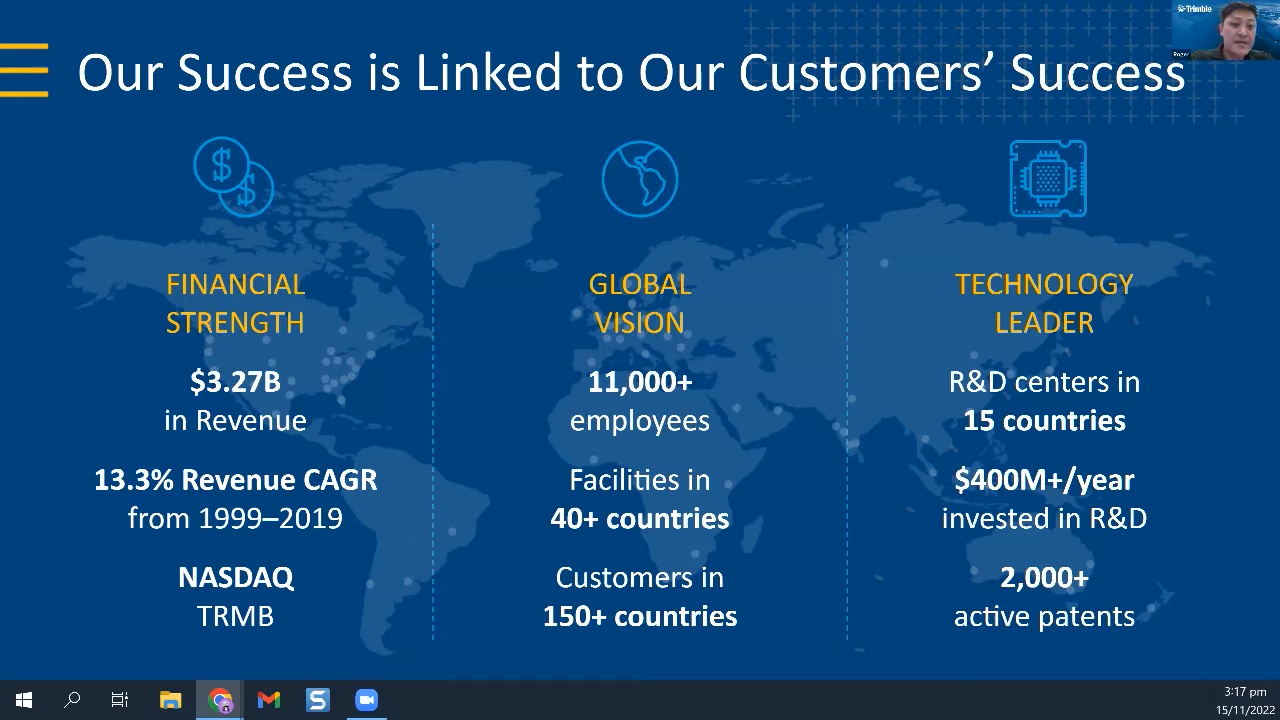 Trimble
Roger
Our Success is Linked to Our Customers’ Success
$
$
FINANCIAL
STRENGTH
$3.27B
in Revenue
13.3% Revenue CAGR
from 1999–2019
NASDAQ
TRMB
GLOBAL
VISION
11,000+
employees
Facilities in
40+ countries
Customers in
150+ countries
TECHNOLOGY
LEADER
R&D centers in
15 countries
$400M+/year
invested in R&D
2,000+
active patents
S
3:17 pm
15/11/2022